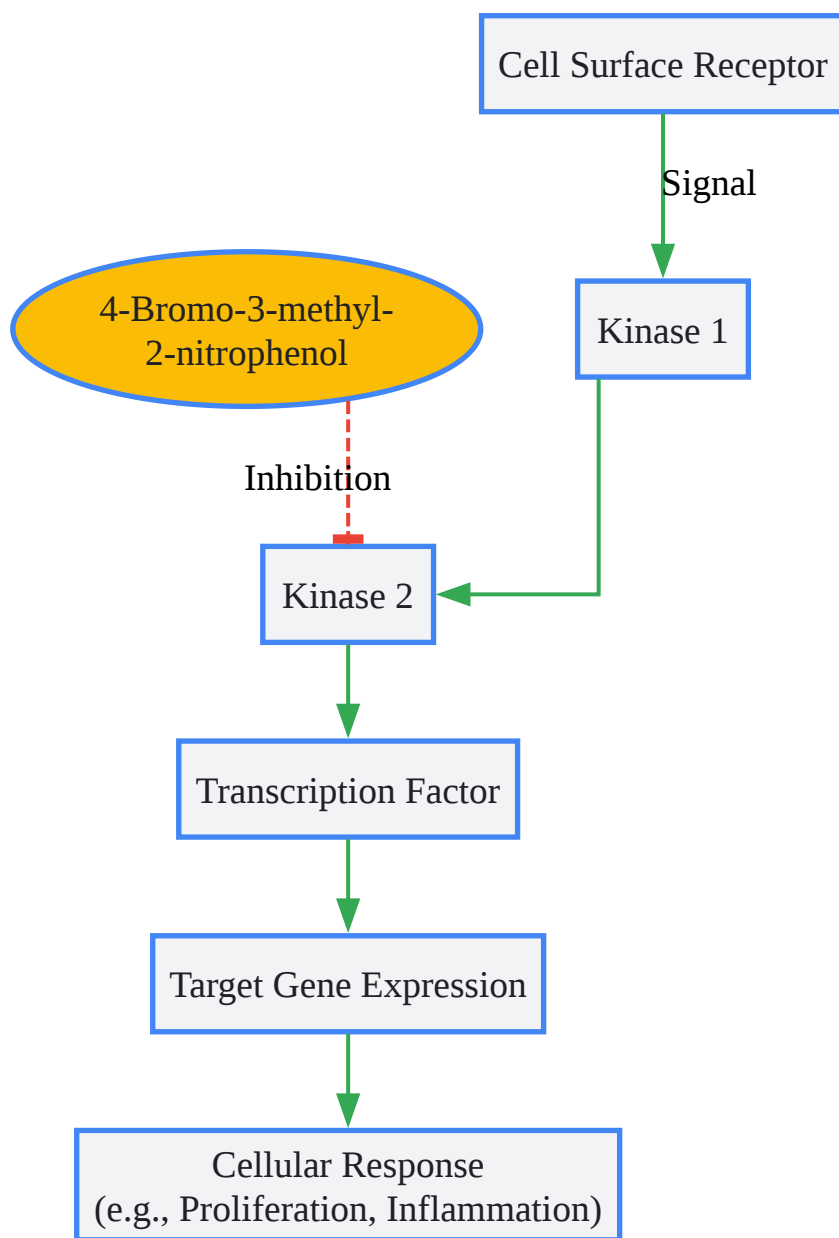 Cell Surface Receptor
Signal
4-Bromo-3-methyl-
2-nitrophenol
Kinase 1
Inhibition
Kinase 2
Transcription Factor
Target Gene Expression
Cellular Response
(e.g., Proliferation, Inflammation)